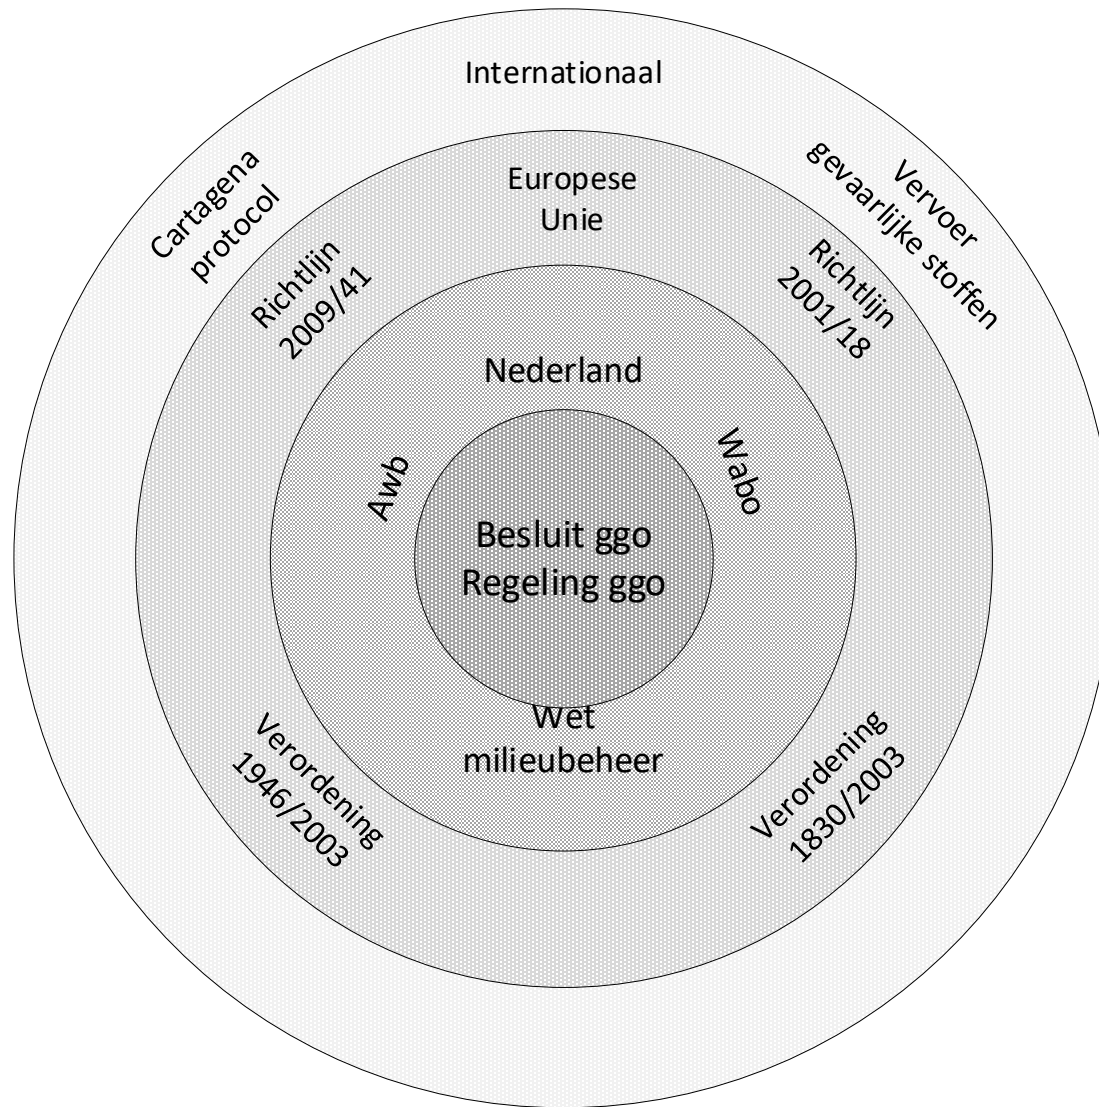 Internationaal
Cartagena
protocol
Vervoer
gevaarlijke stoffen
Europese
Unie
Richtlijn
2009/41
Richtlijn
2001/18
Nederland
Awb
Wabo
Besluit ggo
Regeling ggo
Wet
milieubeheer
Verordening
1946/2003
Verordening
1830/2003